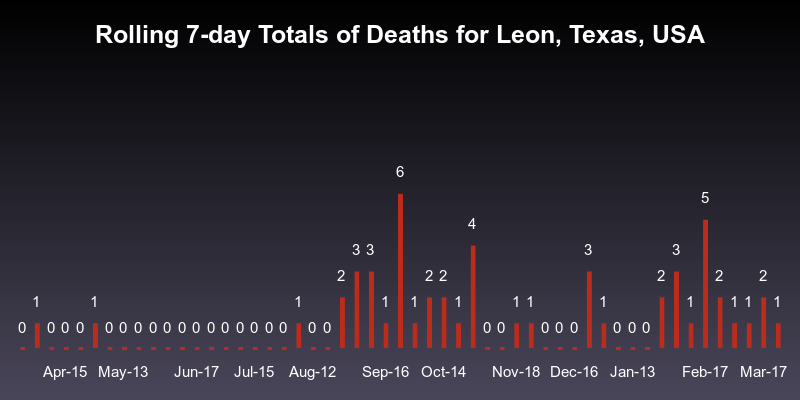 Rolling 7-day Totals of Deaths for Leon, Texas, USA
6
5
4
3 3 3 3
2 2 2 2 2 2
1 1 1 1 1 1 1 1 1 1 1 1 1
0 0 0 0 0 0 0 0 0 0 0 0 0 0 0 0 0 0 0 0 0 0 0 0 0 0 0
Apr-15 May-13 Jun-17 Jul-15 Aug-12 Sep-16 Oct-14 Nov-18 Dec-16 Jan-13 Feb-17 Mar-17